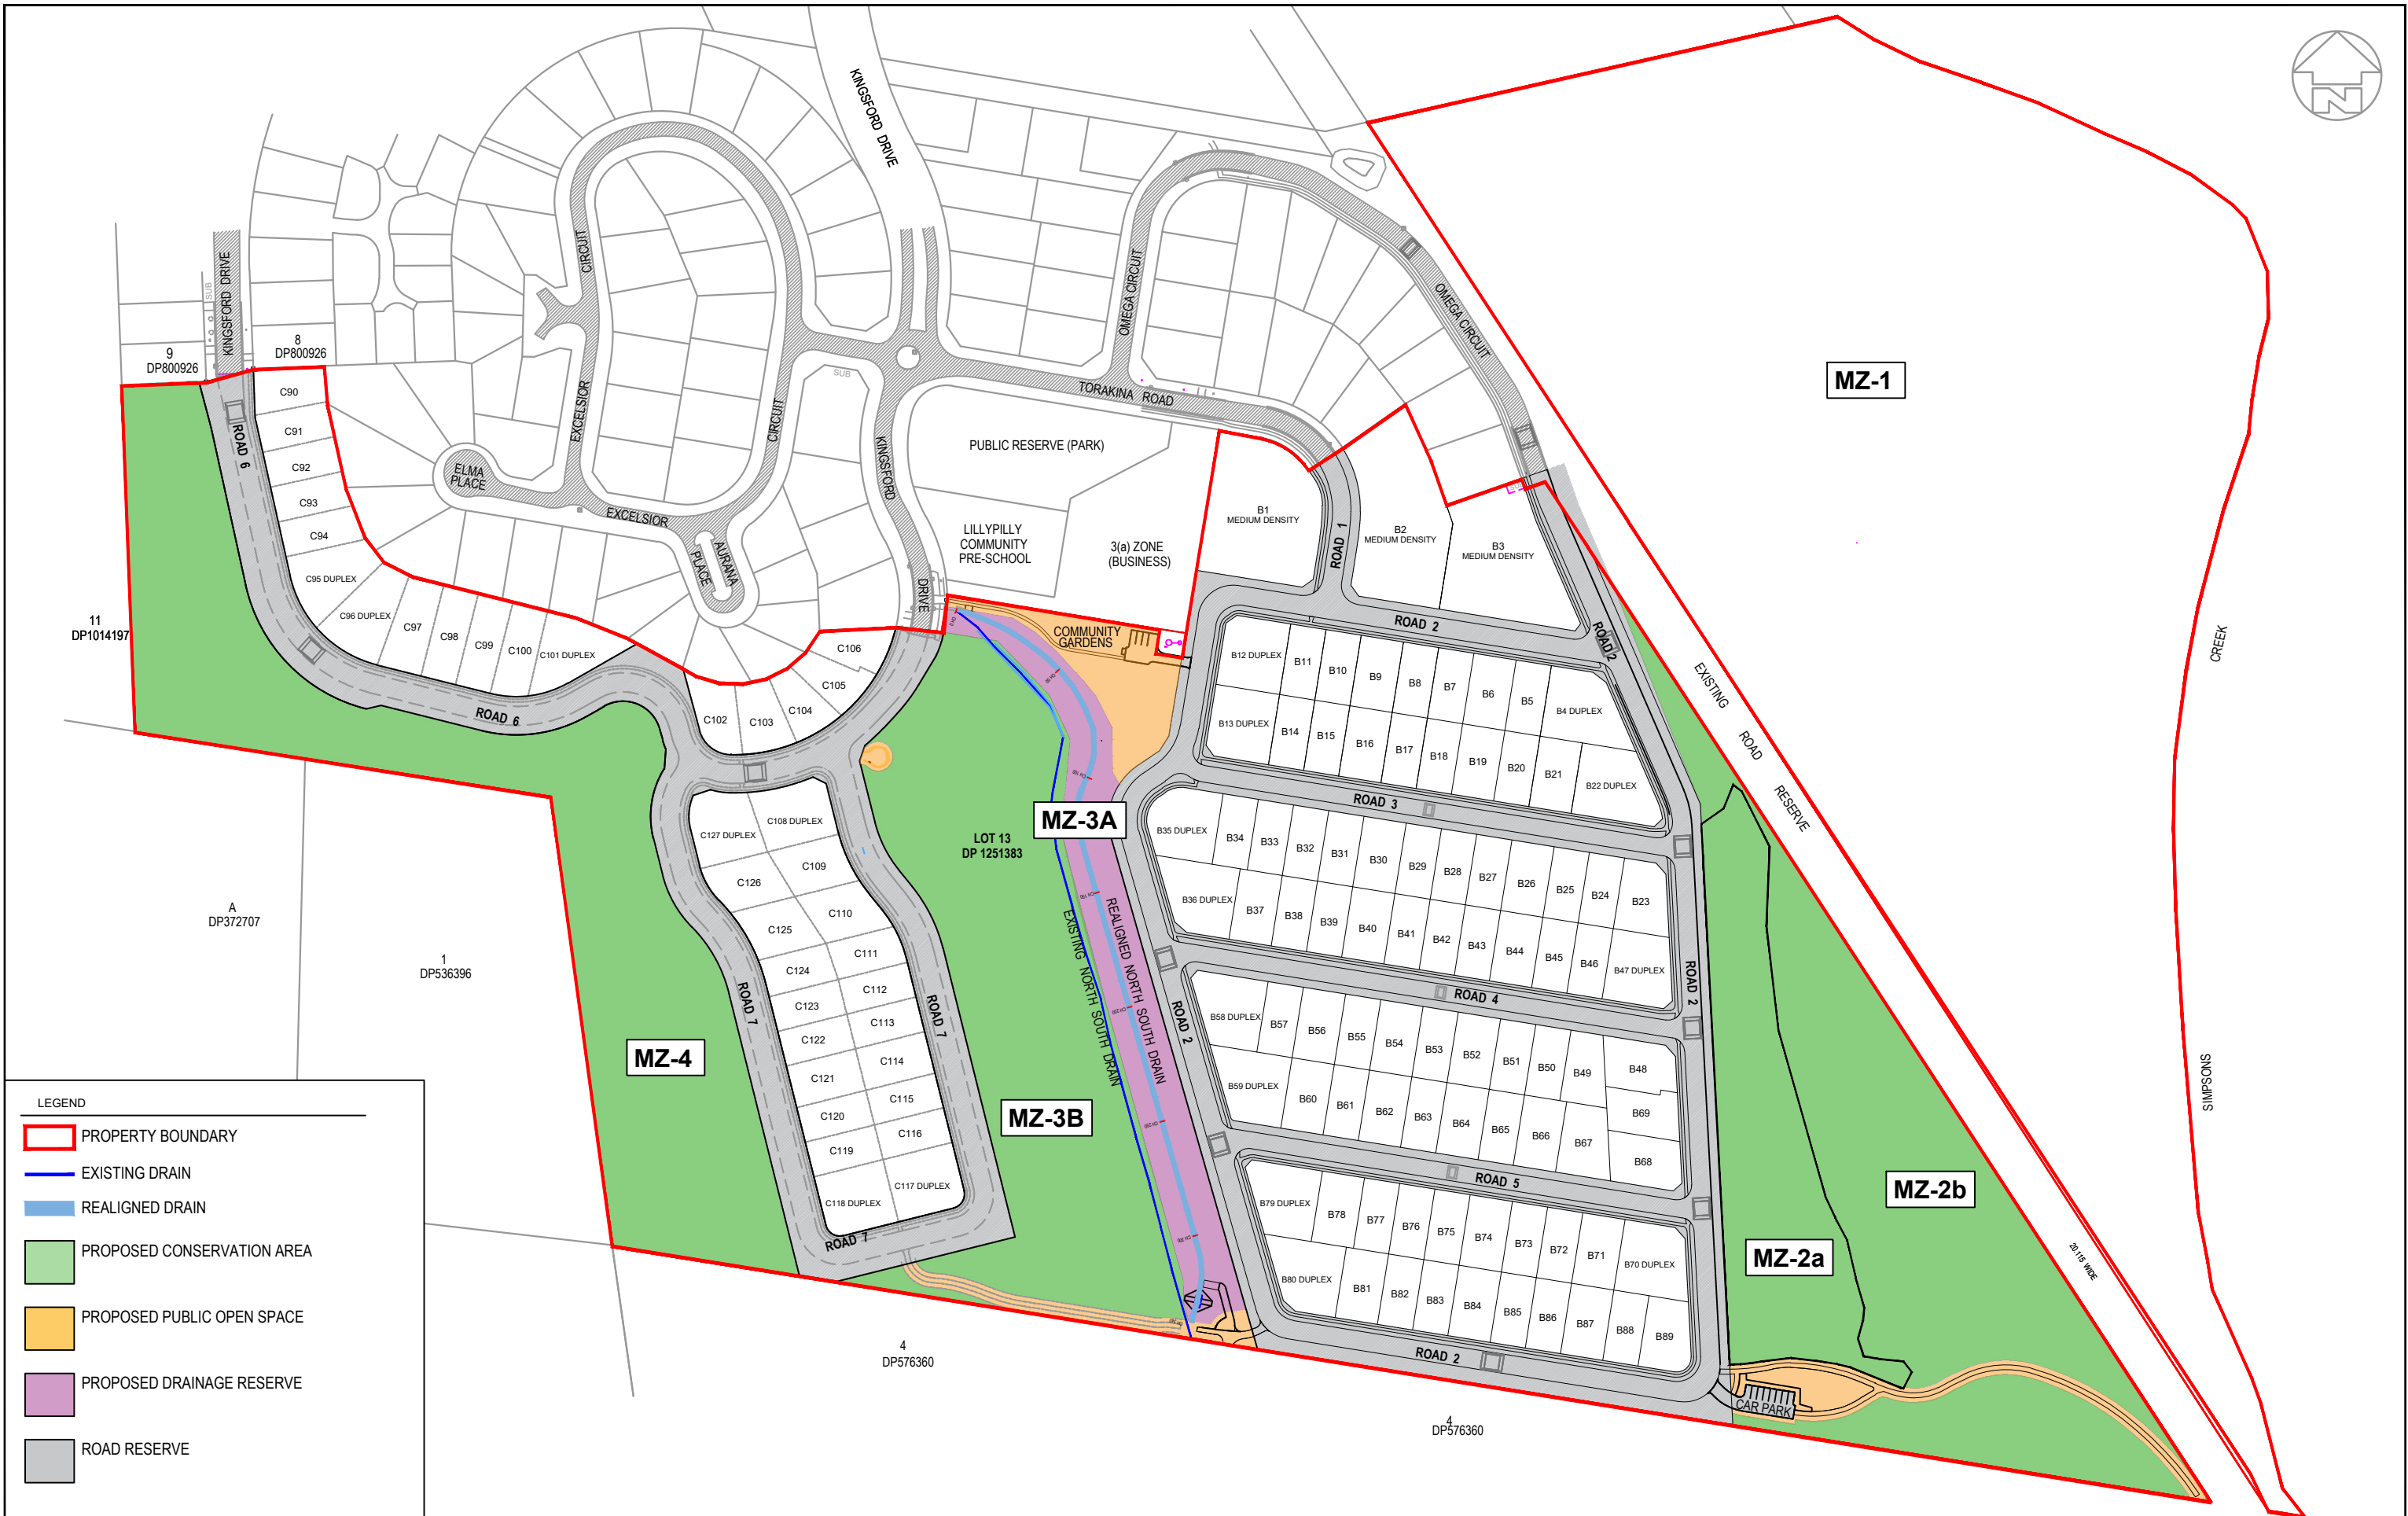 KINGSFORD DRIVE
N
CIRCUIT
OMEGA CIRCUIT
OMEGA CIRCUIT
KINGSFORD DRIVE
SUB
9
DP800926
8
DP800926
EXCELSIOR
CIRCUIT
SUB
TORAKINA ROAD
MZ-1
C90
C91
C92
C93
C94
C95 DUPLEX
C96 DUPLEX
C97
C98
C99
C100
C101 DUPLEX
ROAD 6
ROAD 6
ELMA
PLACE
EXCELSIOR
AURANA
PLACE
KINGSFORD
DRIVE
PUBLIC RESERVE (PARK)
LILLYPILLY
COMMUNITY
PRE-SCHOOL
3(a) ZONE
(BUSINESS)
B1
MEDIUM DENSITY
ROAD 1
B2
MEDIUM DENSITY
B3
MEDIUM DENSITY
COMMUNITY
GARDENS
ROAD 2
ROAD 2
C102
C103
C104
C105
C106
11
DP1014197
A
DP372707
1
DP536396
B12 DUPLEX
B11
B10
B9
B8
B7
B6
B5
B4 DUPLEX
B13 DUPLEX
B14
B15
B16
B17
B18
B19
B20
B21
B22 DUPLEX
EXISTING
ROAD
RESERVE
20.115 WIDE
CREEK
SIMPSONS
ROAD 3
MZ-3A
LOT 13
DP 1251383
C127 DUPLEX
C108 DUPLEX
C126
C109
C125
C110
C124
C111
C123
C112
C122
C113
C121
C114
C120
C115
C119
C116
C118 DUPLEX
C117 DUPLEX
ROAD 7
ROAD 7
ROAD 7
EXISTING NORTH SOUTH DRAIN
REALIGNED NORTH SOUTH DRAIN
B35 DUPLEX
B34
B33
B32
B31
B30
B29
B28
B27
B26
B25
B24
B23
B36 DUPLEX
B37
B38
B39
B40
B41
B42
B43
B44
B45
B46
B47 DUPLEX
ROAD 4
ROAD 2
ROAD 2
B58 DUPLEX
B57
B56
B55
B54
B53
B52
B51
B50
B49
B48
B59 DUPLEX
B60
B61
B62
B63
B64
B65
B66
B67
B69
B68
ROAD 5
B79 DUPLEX
B78
B77
B76
B75
B74
B73
B72
B71
B70 DUPLEX
B80 DUPLEX
B81
B82
B83
B84
B85
B86
B87
B88
B89
ROAD 2
MZ-4
MZ-3B
MZ-2b
MZ-2a
CAR PARK
4
DP576360
4
DP576360
LEGEND
PROPERTY BOUNDARY
EXISTING DRAIN
REALIGNED DRAIN
PROPOSED CONSERVATION AREA
PROPOSED PUBLIC OPEN SPACE
PROPOSED DRAINAGE RESERVE
ROAD RESERVE